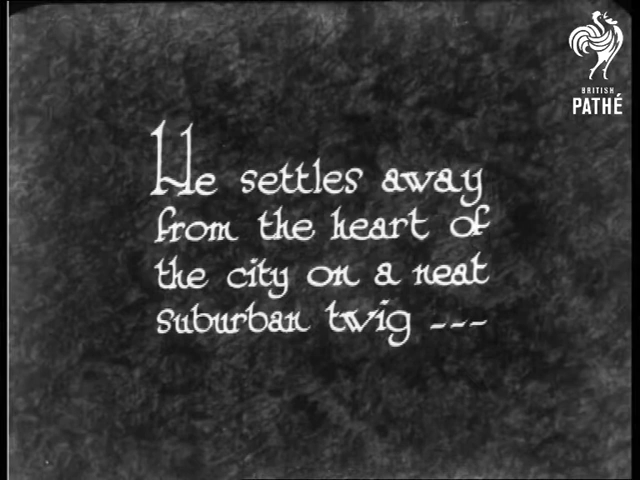 BRITISH
PATHÉ
He settles away
from the heart of
the city on a neat
suburban twig ---